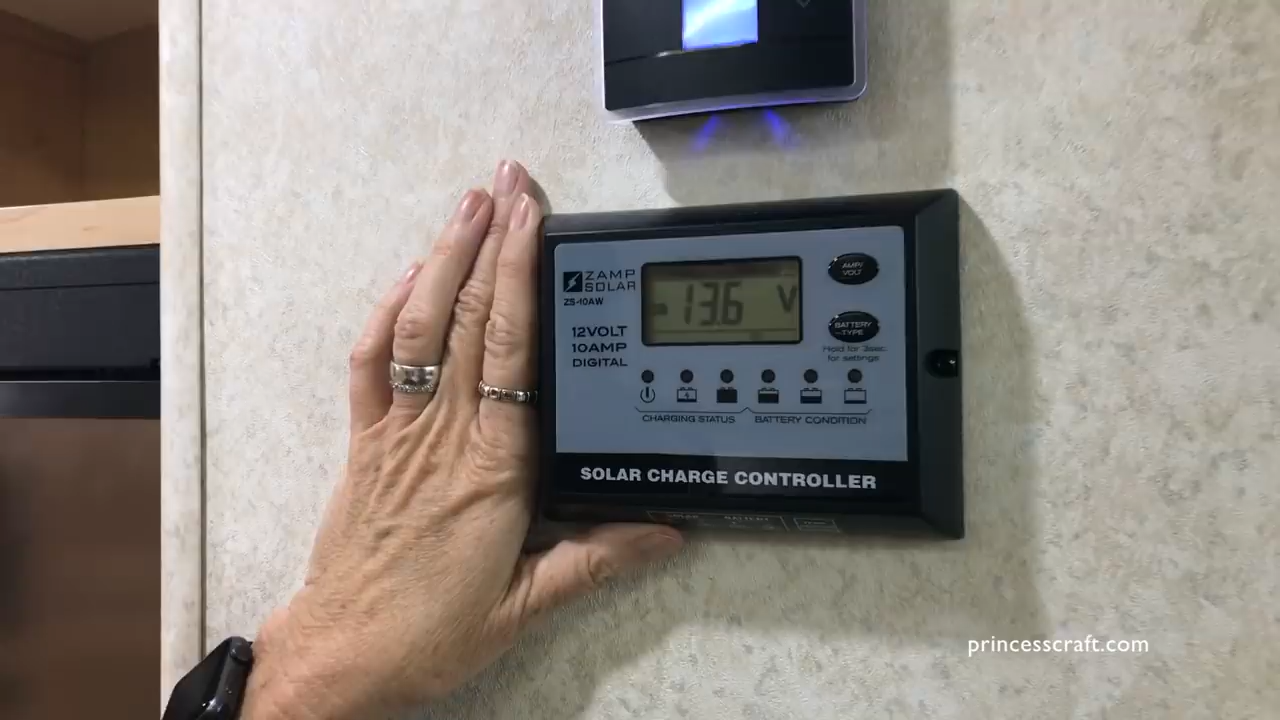 ZAMP
SOLAR
ZS-10AW
12VOLT
10AMP
DIGITAL
13.6 V
AMP/
VOLT
BATTERY
-TYPE
Hold for 3sec
for settings
CHARGING STATUS
BATTERY CONDITION
SOLAR CHARGE CONTROLLER
BATTERY
princesscraft.com